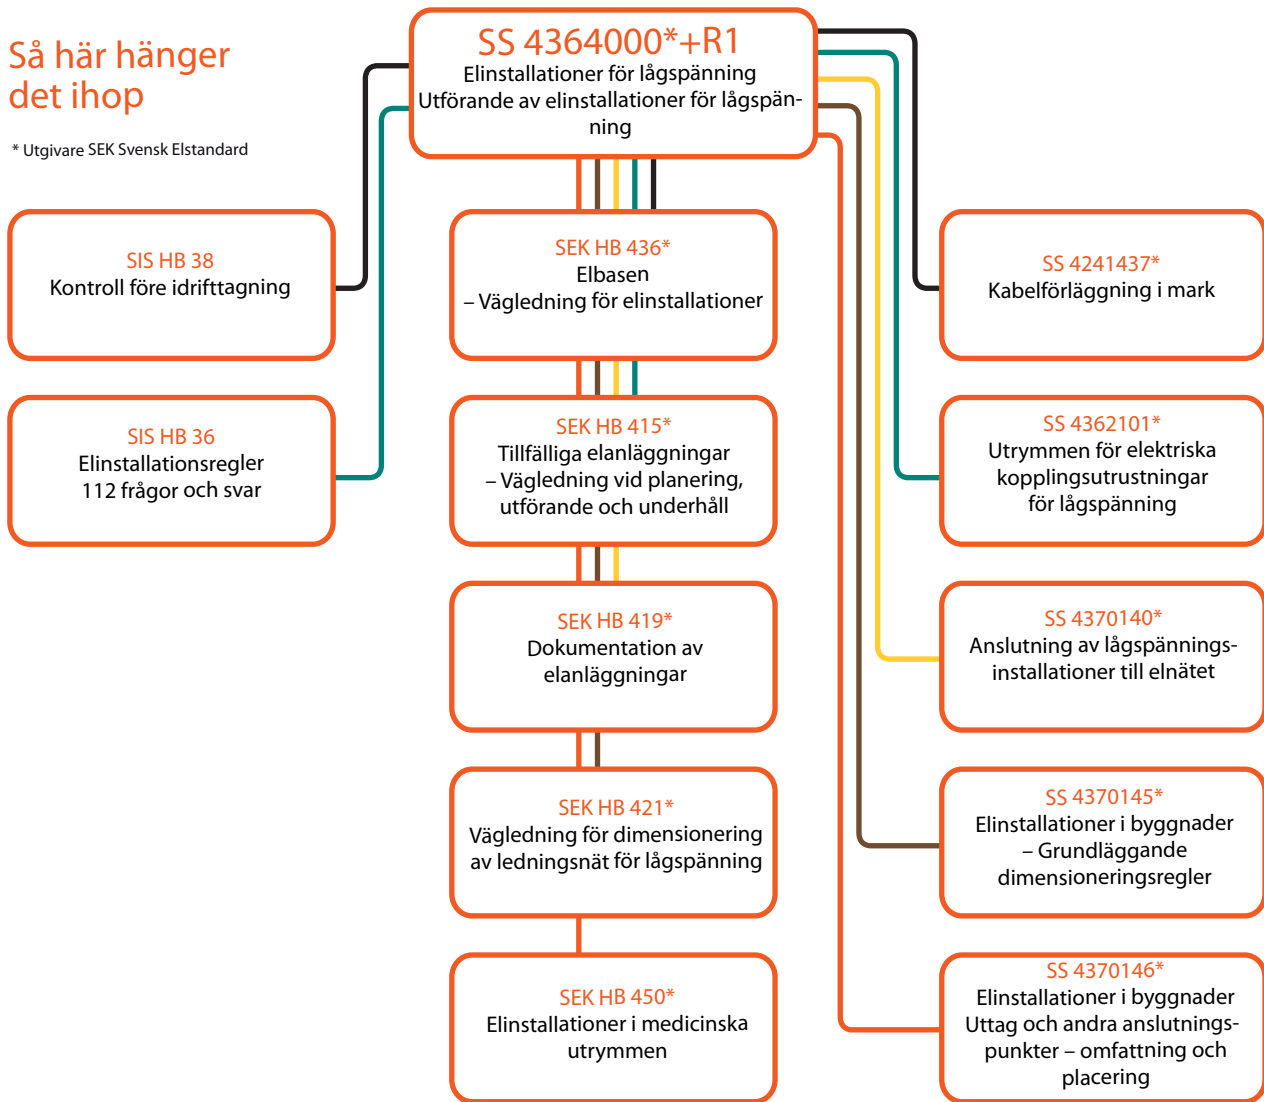 Så här hänger
det ihop
* Utgivare SEK Svensk Elstandard
SS 4364000*+R1
Elinstallationer för lågspänning
Utförande av elinstallationer för lågspän-
ning
SIS HB 38
Kontroll före idrifttagning
SIS HB 36
Elinstallationsregler
112 frågor och svar
SEK HB 436*
Elbasen
– Vägledning för elinstallationer
SEK HB 415*
Tillfälliga elanläggningar
– Vägledning vid planering,
utförande och underhåll
SEK HB 419*
Dokumentation av
elanläggningar
SEK HB 421*
Vägledning för dimensionering
av ledningsnät för lågspänning
SEK HB 450*
Elinstallationer i medicinska
utrymmen
SS 4241437*
Kabelförläggning i mark
SS 4362101*
Utrymmen för elektriska
kopplingsutrustningar
för lågspänning
SS 4370140*
Anslutning av lågspännings-
installationer till elnätet
SS 4370145*
Elinstallationer i byggnader
– Grundläggande
dimensioneringsregler
SS 4370146*
Elinstallationer i byggnader
Uttag och andra anslutnings-
punkter – omfattning och
placering